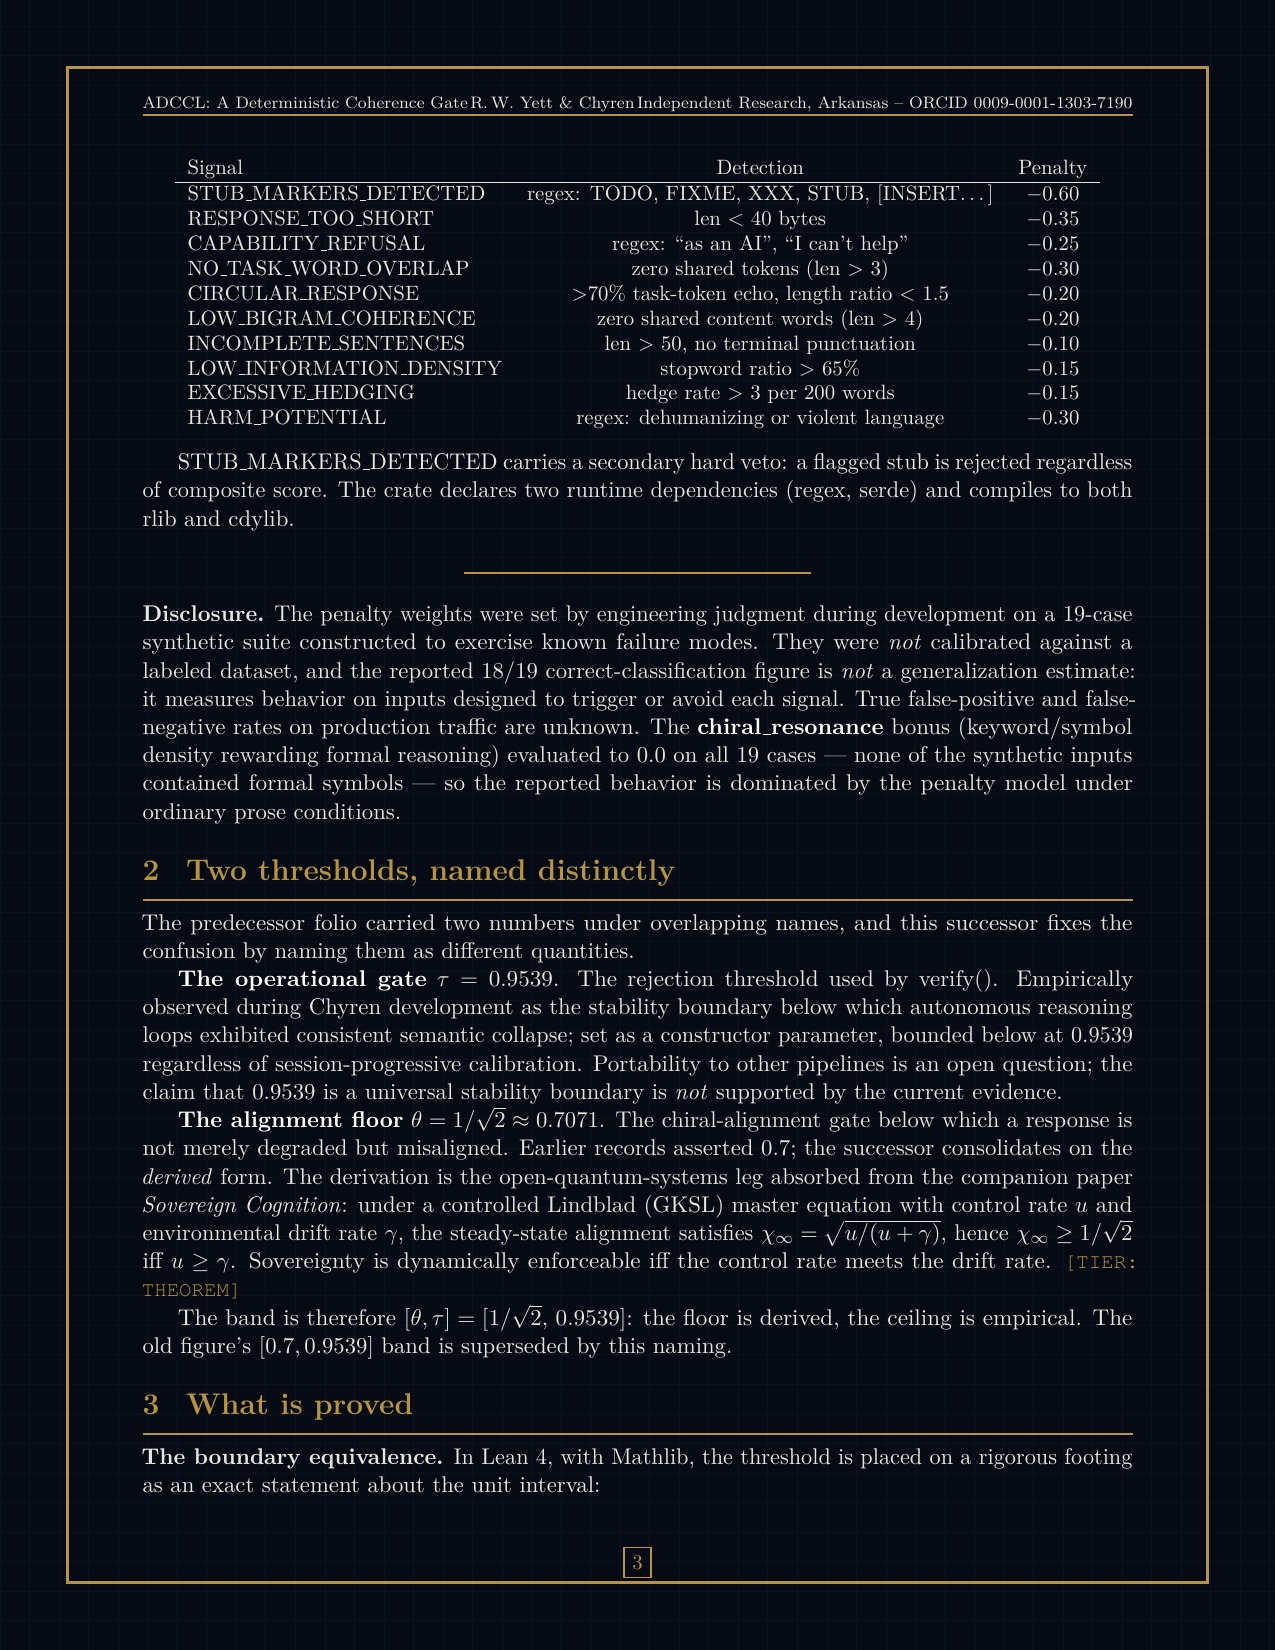 ADCCL: A Deterministic Coherence Gate R. W. Yett & Chyren Independent Research, Arkansas – ORCID 0009-0001-1303-7190
Signal Detection Penalty
STUB_MARKERS_DETECTED regex: TODO, FIXME, XXX, STUB, [INSERT...] −0.60
RESPONSE_TOO_SHORT len < 40 bytes −0.35
CAPABILITY_REFUSAL regex: “as an AI”, “I can’t help” −0.25
NO_TASK_WORD_OVERLAP zero shared tokens (len > 3) −0.30
CIRCULAR_RESPONSE >70% task-token echo, length ratio < 1.5 −0.20
LOW_BIGRAM_COHERENCE zero shared content words (len > 4) −0.20
INCOMPLETE_SENTENCES len > 50, no terminal punctuation −0.10
LOW_INFORMATION_DENSITY stopword ratio > 65% −0.15
EXCESSIVE_HEDGING hedge rate > 3 per 200 words −0.15
HARM_POTENTIAL regex: dehumanizing or violent language −0.30
STUB_MARKERS_DETECTED carries a secondary hard veto: a flagged stub is rejected regardless
of composite score. The crate declares two runtime dependencies (regex, serde) and compiles to both
rlib and cdylib.
Disclosure. The penalty weights were set by engineering judgment during development on a 19-case
synthetic suite constructed to exercise known failure modes. They were not calibrated against a
labeled dataset, and the reported 18/19 correct-classification figure is not a generalization estimate:
it measures behavior on inputs designed to trigger or avoid each signal. True false-positive and false-
negative rates on production traffic are unknown. The chiral_resonance bonus (keyword/symbol
density rewarding formal reasoning) evaluated to 0.0 on all 19 cases — none of the synthetic inputs
contained formal symbols — so the reported behavior is dominated by the penalty model under
ordinary prose conditions.
2 Two thresholds, named distinctly
The predecessor folio carried two numbers under overlapping names, and this successor fixes the
confusion by naming them as different quantities.
The operational gate τ = 0.9539. The rejection threshold used by verify(). Empirically
observed during Chyren development as the stability boundary below which autonomous reasoning
loops exhibited consistent semantic collapse; set as a constructor parameter, bounded below at 0.9539
regardless of session-progressive calibration. Portability to other pipelines is an open question; the
claim that 0.9539 is a universal stability boundary is not supported by the current evidence.
The alignment floor θ = 1/√2 ≈ 0.7071. The chiral-alignment gate below which a response is
not merely degraded but misaligned. Earlier records asserted 0.7; the successor consolidates on the
derived form. The derivation is the open-quantum-systems leg absorbed from the companion paper
Sovereign Cognition: under a controlled Lindblad (GKSL) master equation with control rate u and
environmental drift rate γ, the steady-state alignment satisfies χ∞ = √(u/(u + γ)), hence χ∞ ≥ 1/√2
iff u ≥ γ. Sovereignty is dynamically enforceable iff the control rate meets the drift rate. [TIER:
THEOREM]
The band is therefore [θ, τ] = [1/√2, 0.9539]: the floor is derived, the ceiling is empirical. The
old figure’s [0.7, 0.9539] band is superseded by this naming.
3 What is proved
The boundary equivalence. In Lean 4, with Mathlib, the threshold is placed on a rigorous footing
as an exact statement about the unit interval:
3